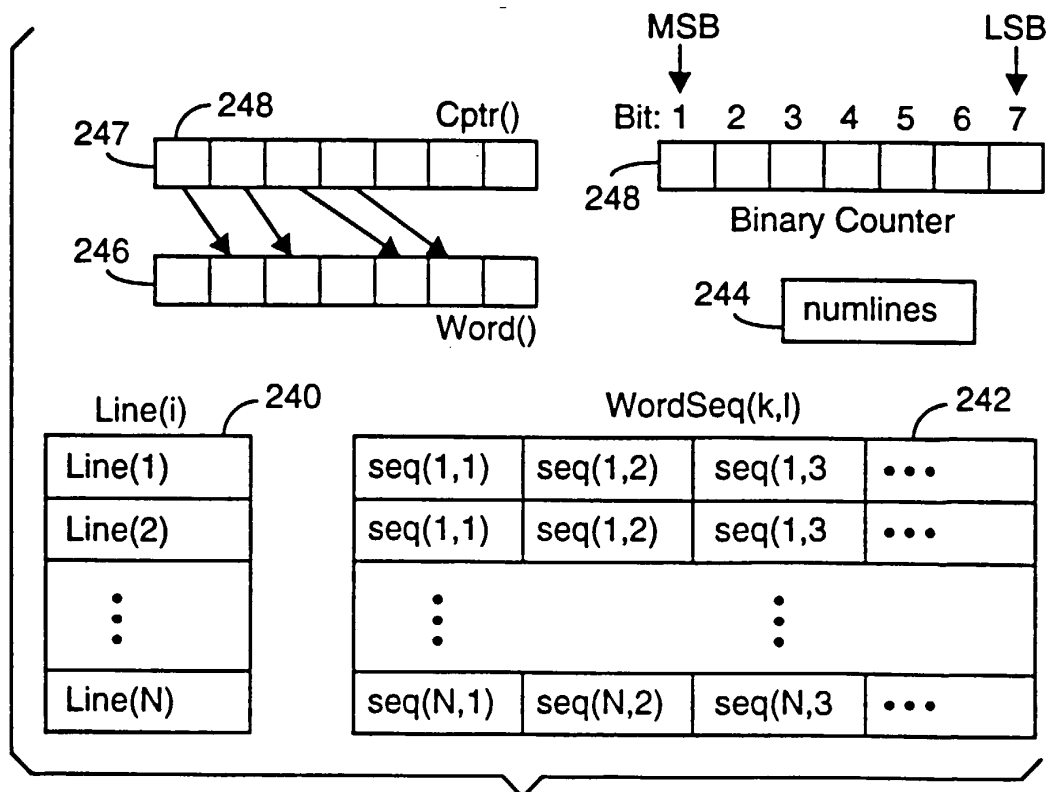 MSB LSB
248
247 Cptr() Bit: 1 2 3 4 5 6 7
248
Binary Counter
246
Word()
244 numlines
Line(i) 240 WordSeq(k,l) 242
Line(1) seq(1,1) seq(1,2) seq(1,3 •••
Line(2) seq(1,1) seq(1,2) seq(1,3 •••
Line(N) seq(N,1) seq(N,2) seq(N,3 •••